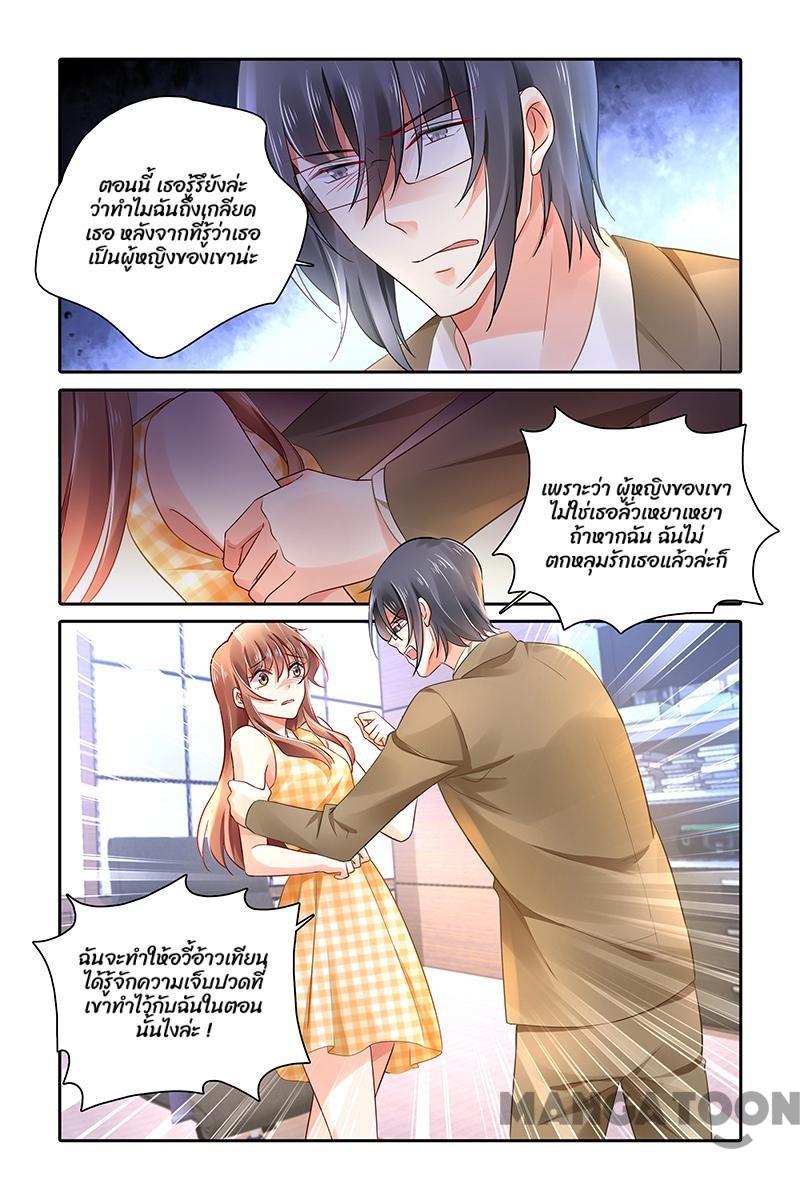 ตอนนี้ เธอรู้รึยังล่ะ
ว่าทำไมฉันถึงเกลียด
เธอ หลังจากที่รู้ว่าเธอ
เป็นผู้หญิงของเขาน่ะ
เพราะว่า ผู้หญิงของเขา
ไม่ใช่เธอลั่วเหยาเหยา
ถ้าหากฉัน ฉันไม่
ตกหลุมรักเธอแล้วล่ะก็
ฉันจะทำให้อวี้อ้าวเทียน
ได้รู้จักความเจ็บปวดที่
เขาทำไว้กับฉันในตอน
นั้นไงล่ะ !
MANGA TOON